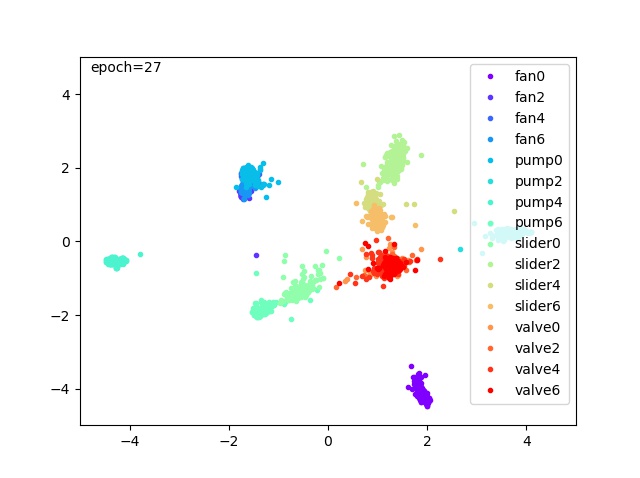 epoch=27
fan0
fan2
fan4
fan6
pump0
pump2
pump4
pump6
slider0
slider2
slider4
slider6
valve0
valve2
valve4
valve6
4
2
0
−2
−4
−4
−2
0
2
4